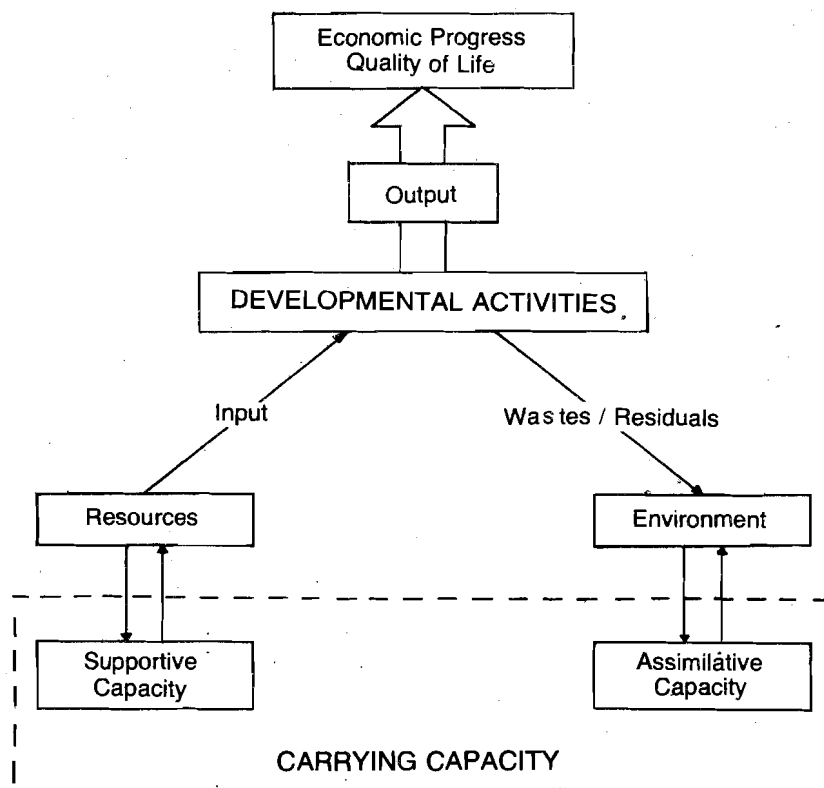 Economic Progress
Quality of Life
Output
DEVELOPMENTAL ACTIVITIES
Input
Wastes / Residuals
Resources
Environment
Supportive
Capacity
Assimilative
Capacity
CARRYING CAPACITY